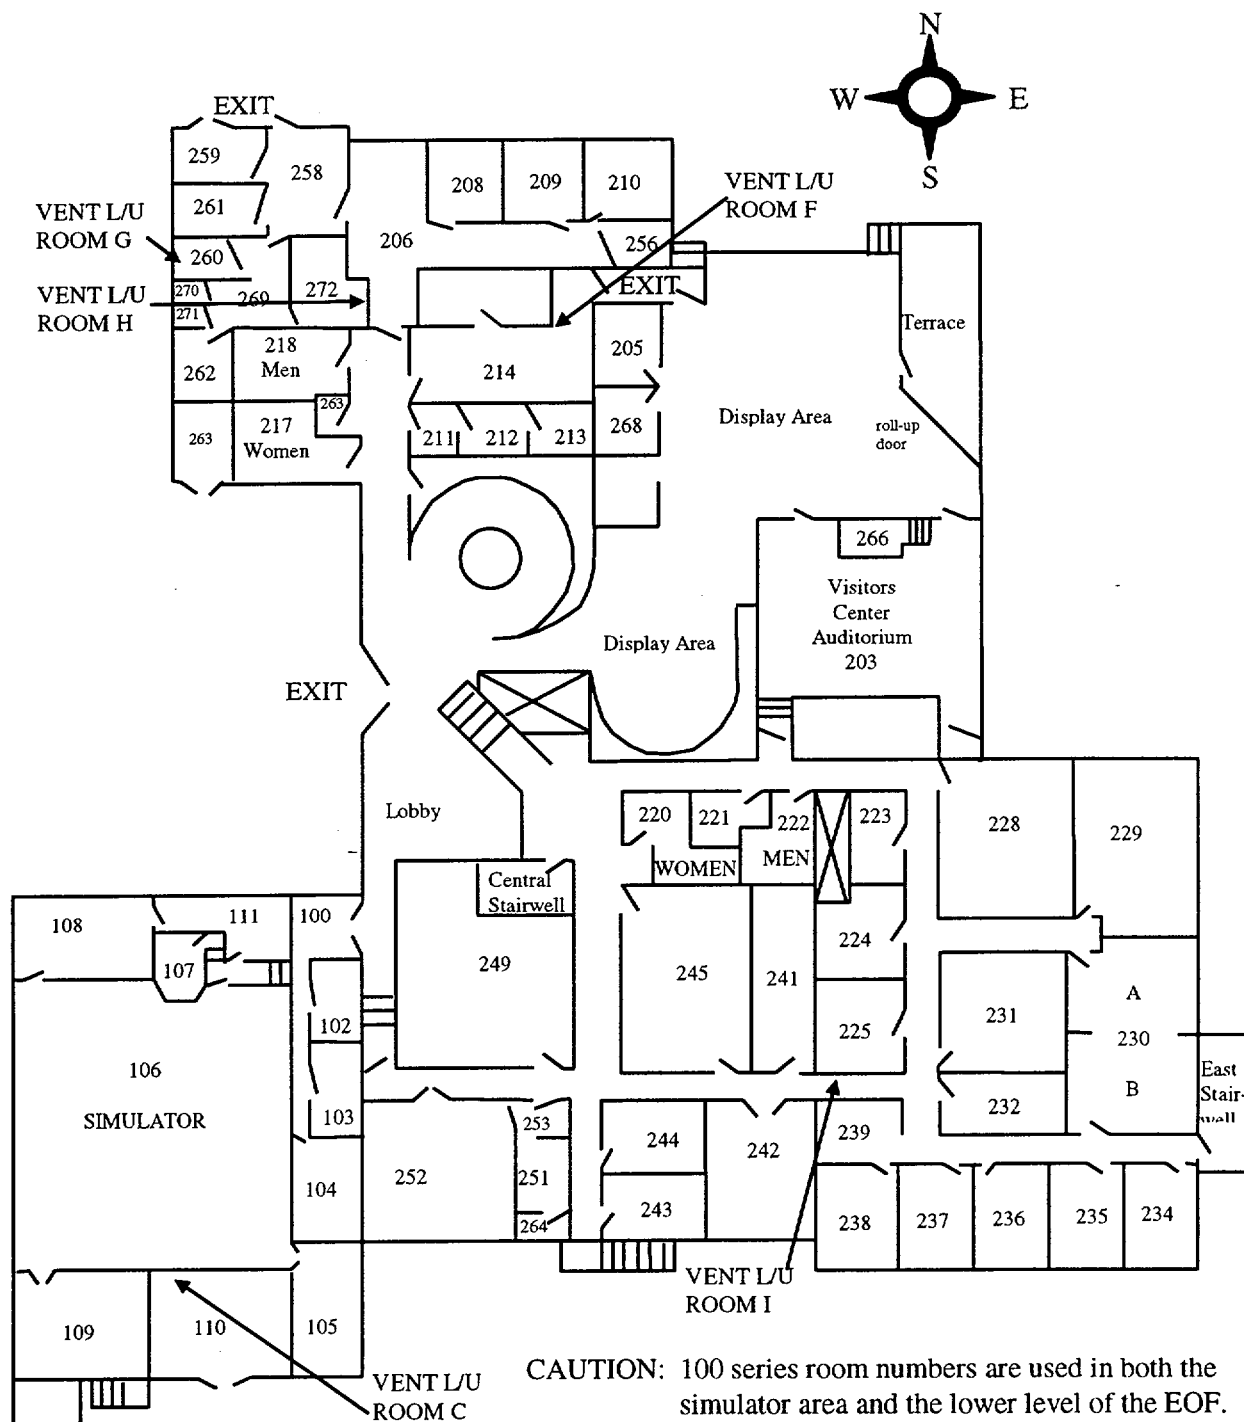 N
W E
S
EXIT
259
258
261
208 209 210
VENT L/U
ROOM F
VENT L/U
ROOM G
206
256
260
VENT L/U
ROOM H
270
269
272
271
EXIT
Terrace
218
Men
205
262
214
263
217
Women
263
211 212 213
268
Display Area
roll-up
door
266
Visitors
Center
Auditorium
203
Display Area
EXIT
Lobby
220 221 222 223
228 229
WOMEN MEN
Central
Stairwell
108 111 100
107
249
245 241
224
102
225
231
A
230
B
106
SIMULATOR
103
East
Stair-
well
232
253
244
242
239
104
252
251
264
243
238 237 236 235 234
VENT L/U
ROOM I
109 110 105
VENT L/U
ROOM C
CAUTION: 100 series room numbers are used in both the
simulator area and the lower level of the EOF.